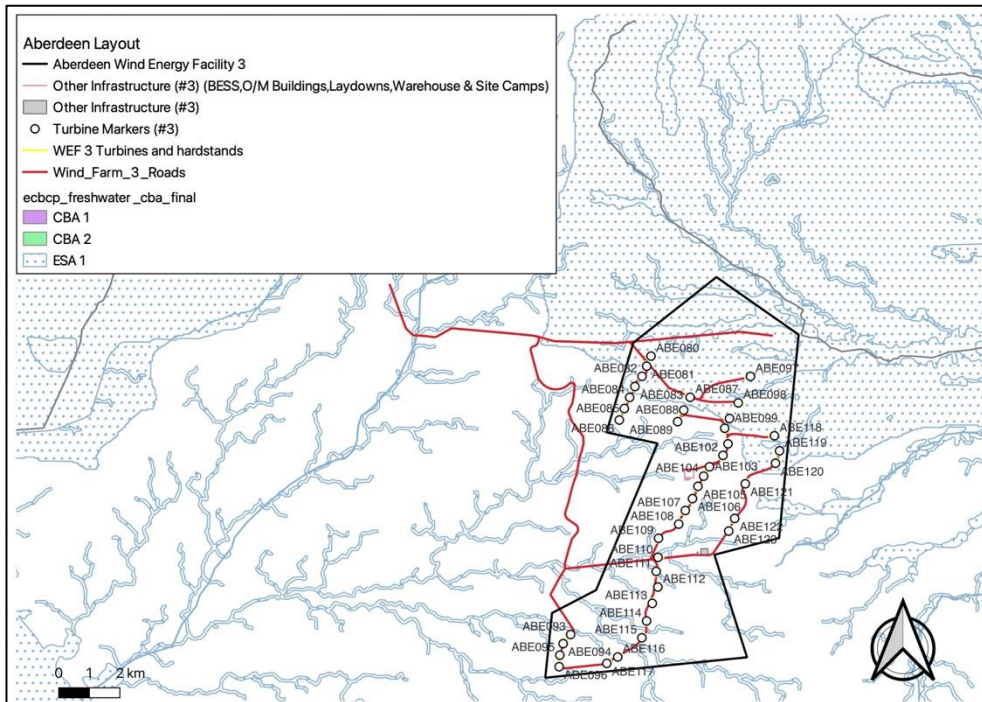 Aberdeen Layout
Aberdeen Wind Energy Facility 3
Other Infrastructure (#3) (BESS,O/M Buildings,Laydowns,Warehouse & Site Camps)
Other Infrastructure (#3)
Turbine Markers (#3)
WEF 3 Turbines and hardstands
Wind_Farm_3_Roads
ecbcp_freshwater_cba_final
CBA 1
CBA 2
ESA 1
ABE080
ABE082
ABE081
ABE097
ABE084
ABE083
ABE087
ABE098
ABE085
ABE088
ABE086
ABE089
ABE099
ABE118
ABE119
ABE102
ABE104
ABE103
ABE120
ABE105
ABE121
ABE107
ABE106
ABE108
ABE109
ABE122
ABE123
ABE110
ABE111
ABE112
ABE113
ABE114
ABE093
ABE115
ABE095
ABE094
ABE116
ABE096
ABE117
0 1 2 km